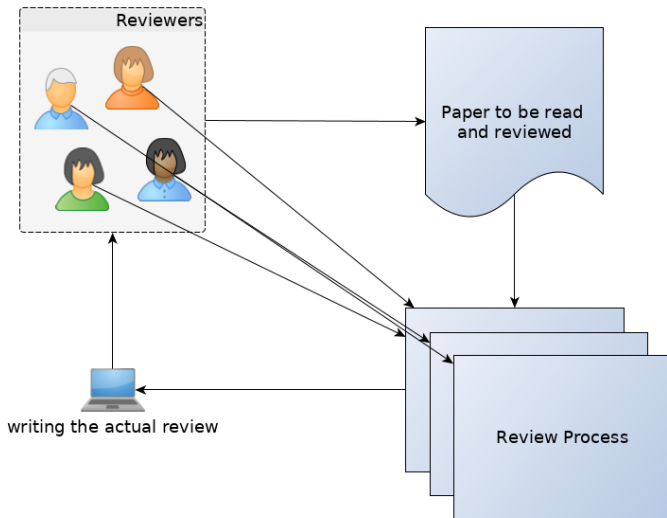 Reviewers
Paper to be read
and reviewed
writing the actual review
Review Process